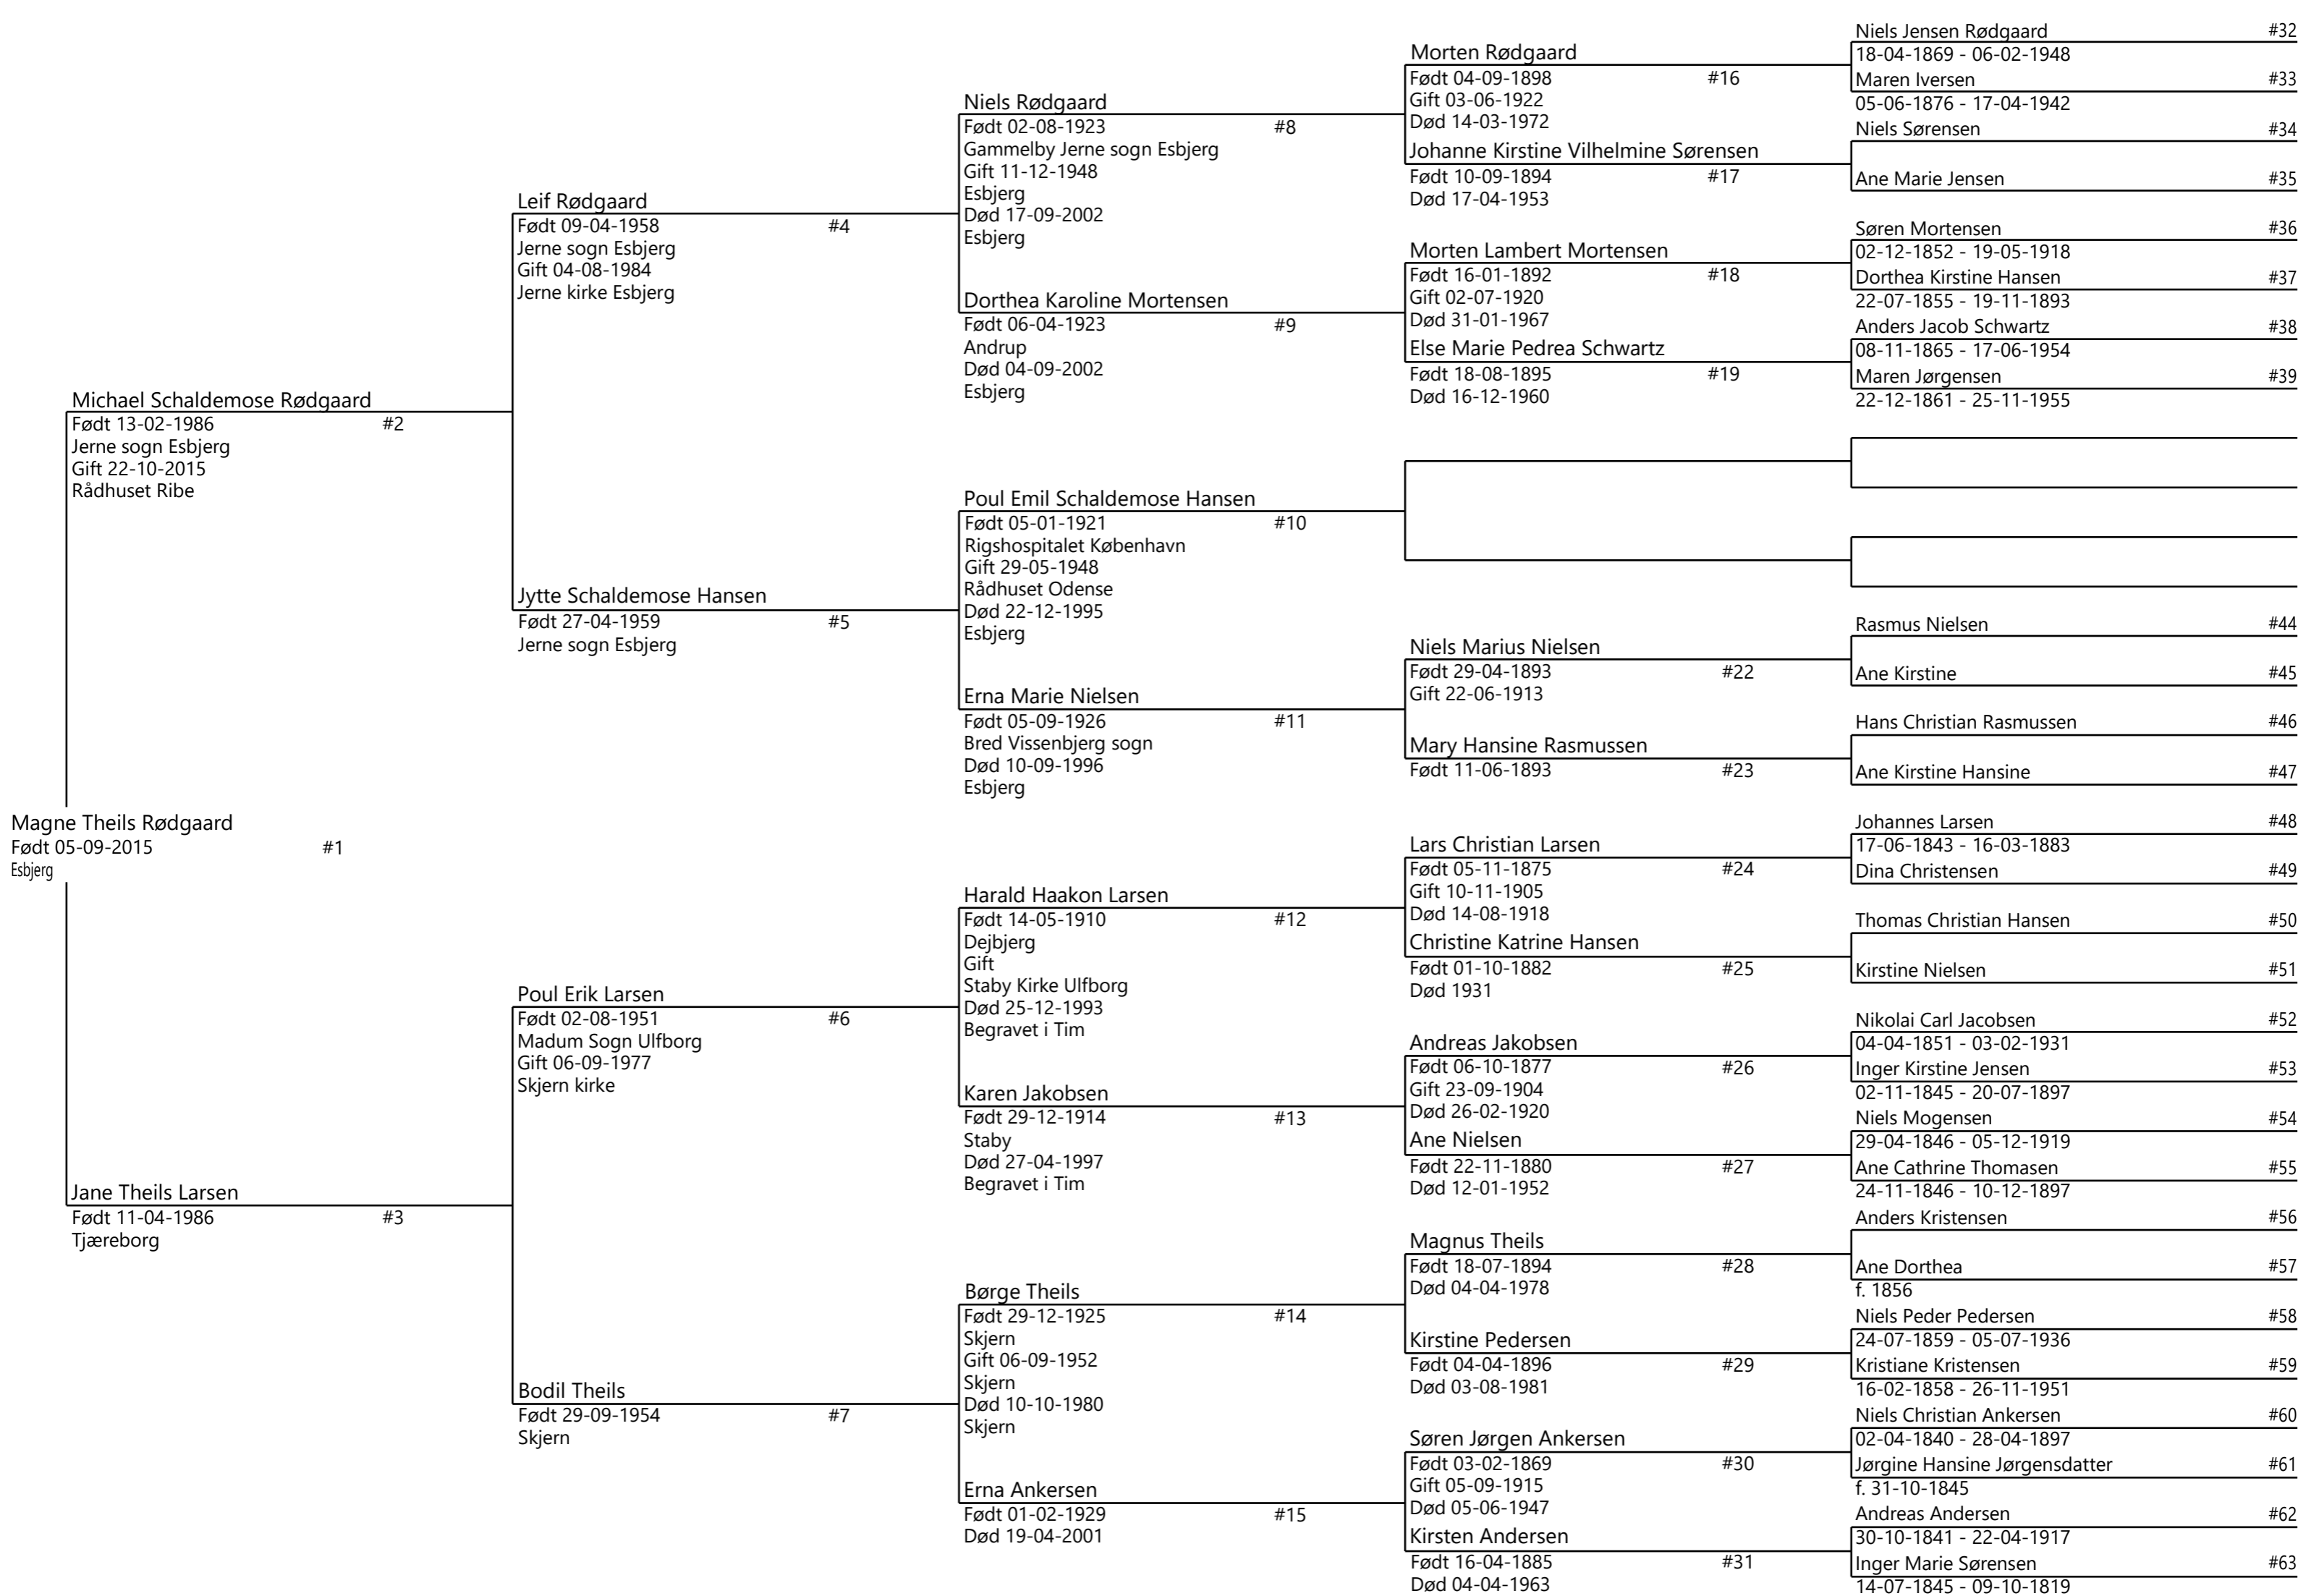 Magne Theils Rødgaard
Født 05-09-2015 #1
Esbjerg
Michael Schaldemose Rødgaard
Født 13-02-1986 #2
Jerne sogn Esbjerg
Gift 22-10-2015
Rådhuset Ribe
Jane Theils Larsen
Født 11-04-1986 #3
Tjæreborg
Leif Rødgaard
Født 09-04-1958 #4
Jerne sogn Esbjerg
Gift 04-08-1984
Jerne kirke Esbjerg
Jytte Schaldemose Hansen
Født 27-04-1959 #5
Jerne sogn Esbjerg
Poul Erik Larsen
Født 02-08-1951 #6
Madum Sogn Ulfborg
Gift 06-09-1977
Skjern kirke
Bodil Theils
Født 29-09-1954 #7
Skjern
Niels Rødgaard
Født 02-08-1923 #8
Gammelby Jerne sogn Esbjerg
Gift 11-12-1948
Esbjerg
Død 17-09-2002
Esbjerg
Dorthea Karoline Mortensen
Født 06-04-1923 #9
Andrup
Død 04-09-2002
Esbjerg
Poul Emil Schaldemose Hansen
Født 05-01-1921 #10
Rigshospitalet København
Gift 29-05-1948
Rådhuset Odense
Død 22-12-1995
Esbjerg
Erna Marie Nielsen
Født 05-09-1926 #11
Bred Vissenbjerg sogn
Død 10-09-1996
Esbjerg
Harald Haakon Larsen
Født 14-05-1910 #12
Dejbjerg
Gift
Staby Kirke Ulfborg
Død 25-12-1993
Begravet i Tim
Karen Jakobsen
Født 29-12-1914 #13
Staby
Død 27-04-1997
Begravet i Tim
Børge Theils
Født 29-12-1925 #14
Skjern
Gift 06-09-1952
Skjern
Død 10-10-1980
Skjern
Erna Ankersen
Født 01-02-1929 #15
Død 19-04-2001
Morten Rødgaard
Født 04-09-1898 #16
Gift 03-06-1922
Død 14-03-1972
Johanne Kirstine Vilhelmine Sørensen
Født 10-09-1894 #17
Død 17-04-1953
Morten Lambert Mortensen
Født 16-01-1892 #18
Gift 02-07-1920
Død 31-01-1967
Else Marie Pedrea Schwartz
Født 18-08-1895 #19
Død 16-12-1960
Niels Marius Nielsen
Født 29-04-1893 #22
Gift 22-06-1913
Mary Hansine Rasmussen
Født 11-06-1893 #23
Lars Christian Larsen
Født 05-11-1875 #24
Gift 10-11-1905
Død 14-08-1918
Christine Katrine Hansen
Født 01-10-1882 #25
Død 1931
Andreas Jakobsen
Født 06-10-1877 #26
Gift 23-09-1904
Død 26-02-1920
Ane Nielsen
Født 22-11-1880 #27
Død 12-01-1952
Magnus Theils
Født 18-07-1894 #28
Død 04-04-1978
Kirstine Pedersen
Født 04-04-1896 #29
Død 03-08-1981
Søren Jørgen Ankersen
Født 03-02-1869 #30
Gift 05-09-1915
Død 05-06-1947
Kirsten Andersen
Født 16-04-1885 #31
Død 04-04-1963
Niels Jensen Rødgaard #32
18-04-1869 - 06-02-1948
Maren Iversen #33
05-06-1876 - 17-04-1942
Niels Sørensen #34
Ane Marie Jensen #35
Søren Mortensen #36
02-12-1852 - 19-05-1918
Dorthea Kirstine Hansen #37
22-07-1855 - 19-11-1893
Anders Jacob Schwartz #38
08-11-1865 - 17-06-1954
Maren Jørgensen #39
22-12-1861 - 25-11-1955
Rasmus Nielsen #44
Ane Kirstine #45
Hans Christian Rasmussen #46
Ane Kirstine Hansine #47
Johannes Larsen #48
17-06-1843 - 16-03-1883
Dina Christensen #49
Thomas Christian Hansen #50
Kirstine Nielsen #51
Nikolai Carl Jacobsen #52
04-04-1851 - 03-02-1931
Inger Kirstine Jensen #53
02-11-1845 - 20-07-1897
Niels Mogensen #54
29-04-1846 - 05-12-1919
Ane Cathrine Thomasen #55
24-11-1846 - 10-12-1897
Anders Kristensen #56
Ane Dorthea #57
f. 1856
Niels Peder Pedersen #58
24-07-1859 - 05-07-1936
Kristiane Kristensen #59
16-02-1858 - 26-11-1951
Niels Christian Ankersen #60
02-04-1840 - 28-04-1897
Jørgine Hansine Jørgensdatter #61
f. 31-10-1845
Andreas Andersen #62
30-10-1841 - 22-04-1917
Inger Marie Sørensen #63
14-07-1845 - 09-10-1819